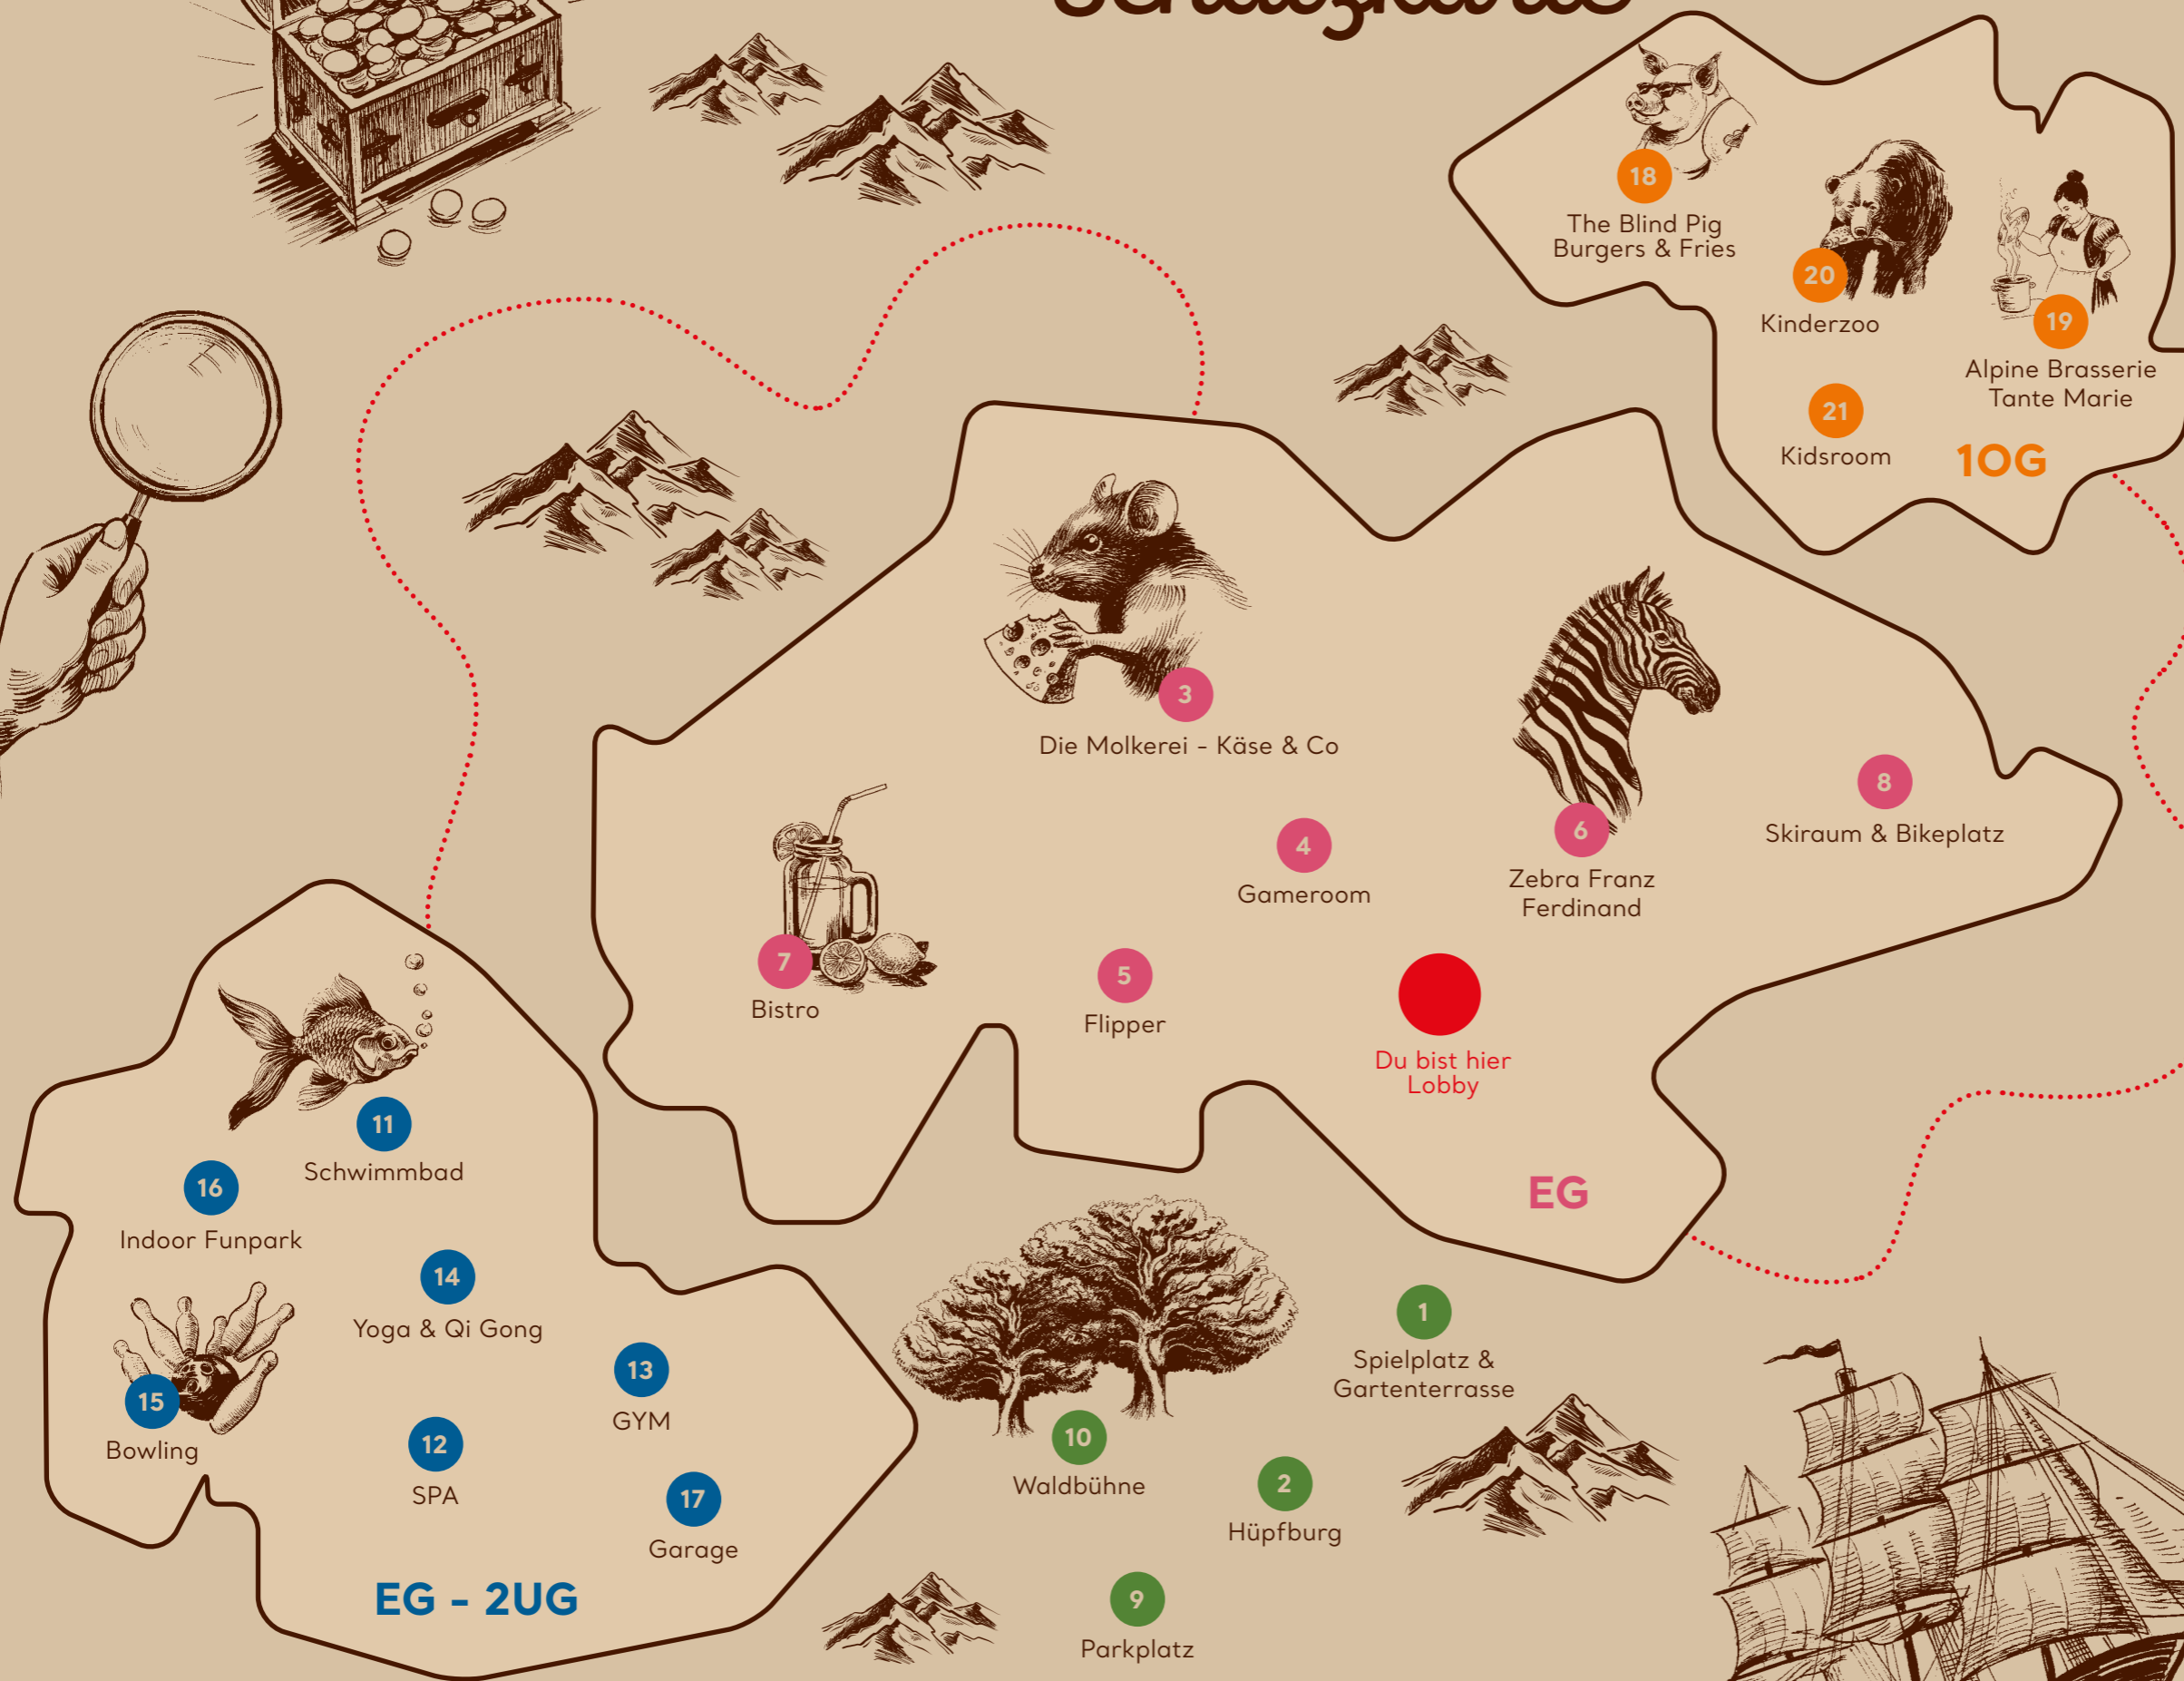 Schatzkarte
18
The Blind Pig
Burgers & Fries
20
Kinderzoo
19
Alpine Brasserie
Tante Marie
21
Kidsroom
1OG
3
Die Molkerei - Käse & Co
6
Zebra Franz
Ferdinand
8
Skiraum & Bikeplatz
4
Gameroom
7
Bistro
5
Flipper
Du bist hier
Lobby
EG
11
Schwimmbad
16
Indoor Funpark
14
Yoga & Qi Gong
13
GYM
15
Bowling
12
SPA
17
Garage
EG - 2UG
1
Spielplatz &
Gartenterrasse
10
Waldbühne
2
Hüpfburg
9
Parkplatz